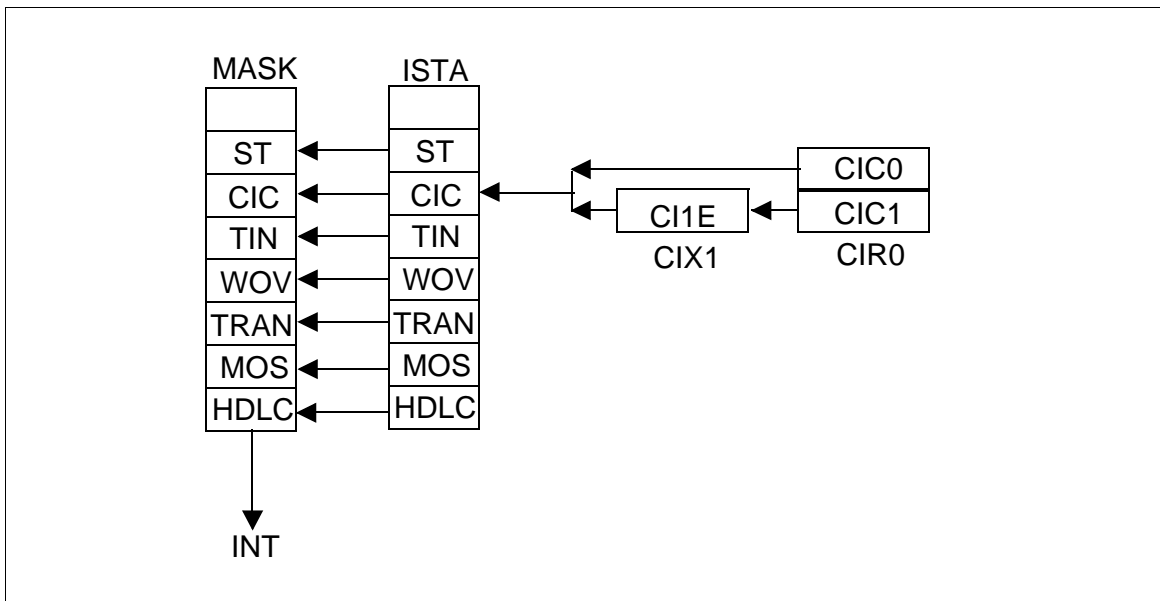 MASK ISTA
ST ST CIC0
CIC CIC CI1E CIC1
TIN TIN CIX1 CIR0
WOV WOV
TRAN TRAN
MOS MOS
HDLC HDLC
INT